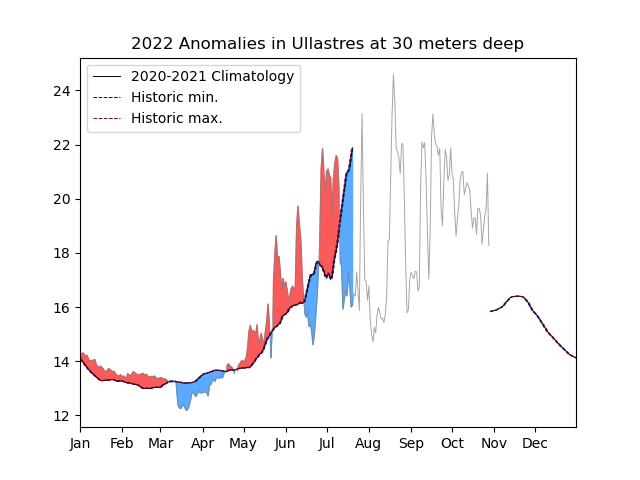 2022 Anomalies in Ullastres at 30 meters deep
2020-2021 Climatology
Historic min.
Historic max.
24
22
20
18
16
14
12
Jan Feb Mar Apr May Jun Jul Aug Sep Oct Nov Dec